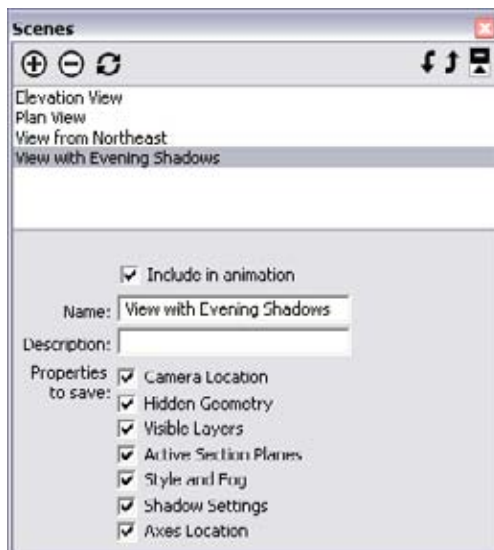 Scenes
Elevation View
Plan View
View from Northeast
View with Evening Shadows
Include in animation
Name: View with Evening Shadows
Description:
Properties to save:
Camera Location
Hidden Geometry
Visible Layers
Active Section Planes
Style and Fog
Shadow Settings
Axes Location